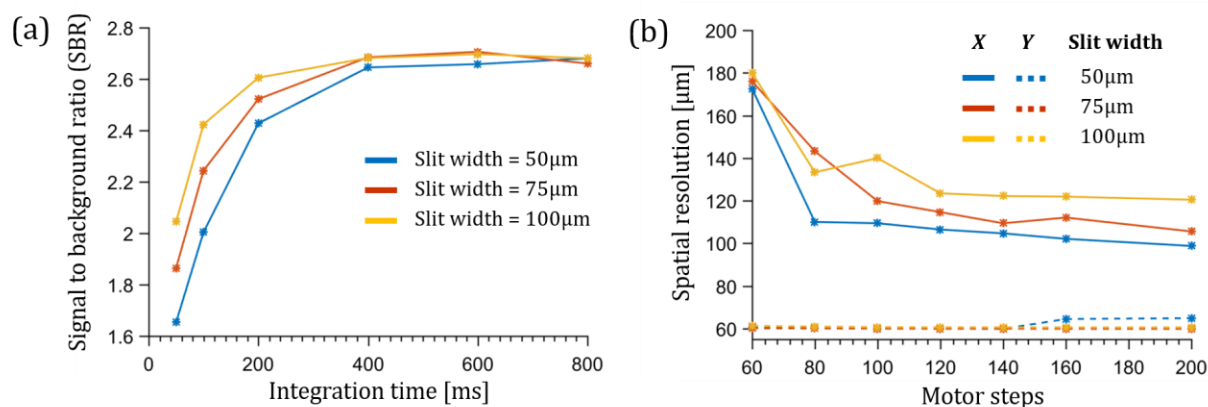 (a)
Signal to background ratio (SBR)
2.8
2.6
2.4
2.2
2
1.8
1.6
0
200
400
600
800
Integration time [ms]
Slit width = 50μm
Slit width = 75μm
Slit width = 100μm
(b)
Spatial resolution [μm]
200
180
160
140
120
100
80
60
60
80
100
120
140
160
180
200
Motor steps
X Y Slit width
50μm
75μm
100μm